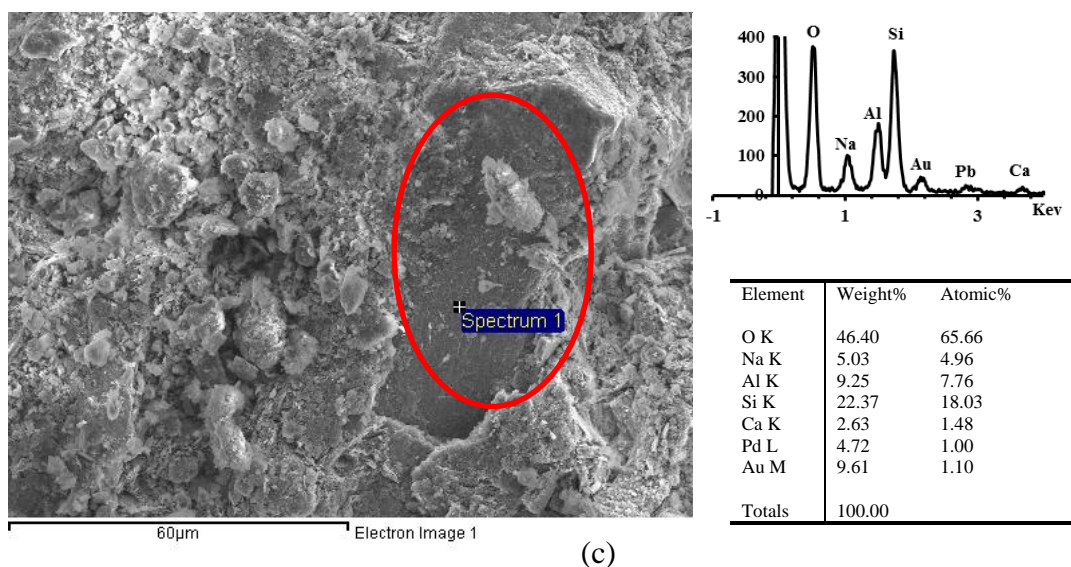 Spectrum 1
60µm
Electron Image 1
400
300
200
100
0
O
Si
Al
Na
Au
Pb
Ca
-1
1
3
Kev
Element Weight% Atomic%
O K 46.40 65.66
Na K 5.03 4.96
Al K 9.25 7.76
Si K 22.37 18.03
Ca K 2.63 1.48
Pd L 4.72 1.00
Au M 9.61 1.10
Totals 100.00
(c)